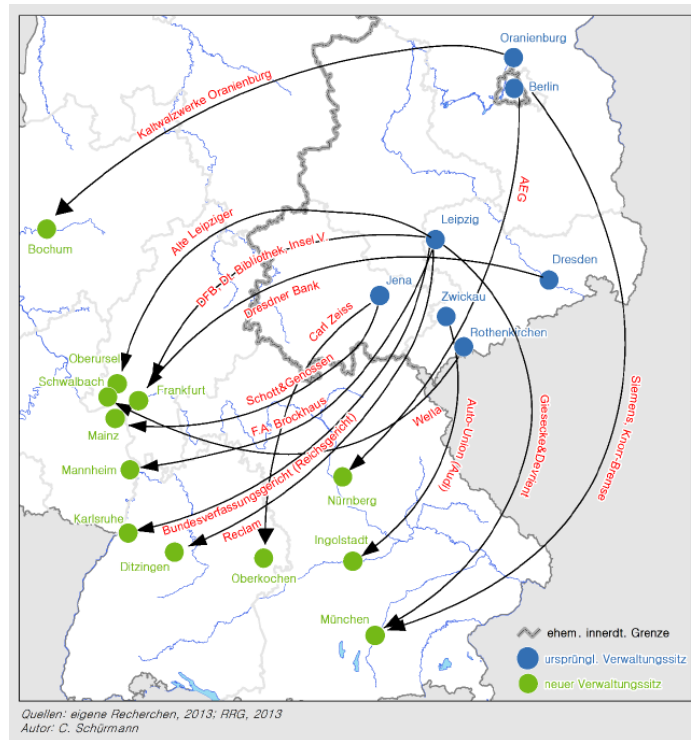 Oranienburg
Berlin
Kaltwalzwerke Oranienburg
AEG
Leipzig
Alte Leipziger
Bochum
DFB, Dt. Bibliothek, Insel V.
Dresden
Dresdner Bank
Jena
Zwickau
Carl Zeiss
Rothenkirchen
Oberursel
Schwalbach
Frankfurt
Schott&Genossen
Siemens, Knorr-Bremse
Mainz
F.A. Brockhaus
Wella
Auto-Union (Audi)
Giesecke&Devrient
Mannheim
Bundesverfassungsgericht (Reichsgericht)
Nürnberg
Karlsruhe
Reclam
Ditzingen
Oberkochen
Ingolstadt
München
ehem. innerdt. Grenze
ursprüngl. Verwaltungssitz
neuer Verwaltungssitz
Quellen: eigene Recherchen, 2013; RRG, 2013
Autor: C. Schürmann